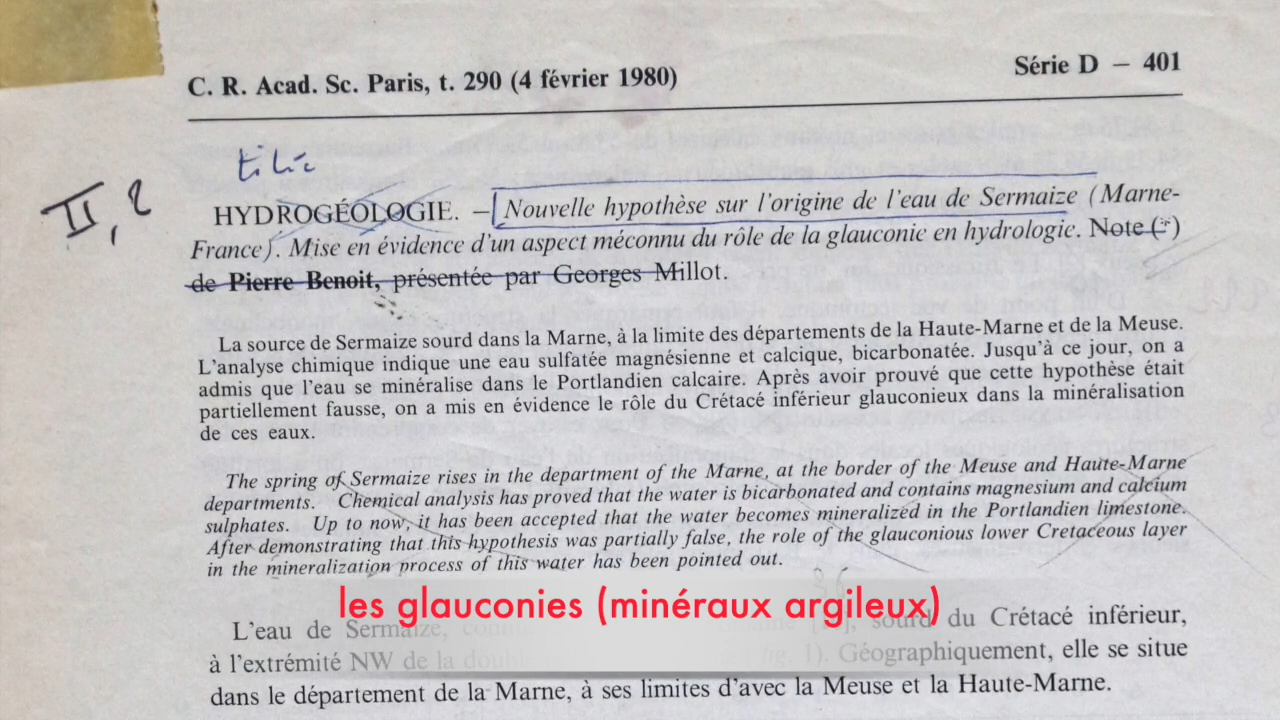 C. R. Acad. Sc. Paris, t. 290 (4 février 1980)
Série D — 401
II, 2
HYDROGÉOLOGIE. — Nouvelle hypothèse sur l'origine de l'eau de Sermaize (Marne-
France). Mise en évidence d'un aspect méconnu du rôle de la glauconie en hydrologie. Note (*)
de Pierre Benoit, présentée par Georges Millot.
La source de Sermaize sourd dans la Marne, à la limite des départements de la Haute-Marne et de la Meuse.
L'analyse chimique indique une eau sulfatée magnésienne et calcique, bicarbonatée. Jusqu'à ce jour, on a
admis que l'eau se minéralise dans le Portlandien calcaire. Après avoir prouvé que cette hypothèse était
partiellement fausse, on a mis en évidence le rôle du Crétacé inférieur glauconieux dans la minéralisation
de ces eaux.
The spring of Sermaize rises in the department of the Marne, at the border of the Meuse and Haute-Marne
departments. Chemical analysis has proved that the water is bicarbonated and contains magnesium and calcium
sulphates. Up to now, it has been accepted that the water becomes mineralized in the Portlandien limestone.
After demonstrating that this hypothesis was partially false, the role of the glauconious lower Cretaceous layer
in the mineralization process of this water has been pointed out.
les glauconies (minéraux argileux)
L'eau de Sermaize, sourd du Crétacé inférieur,
à l'extrémité NW de la Géographiquement, elle se situe
dans le département de la Marne, à ses limites d'avec la Meuse et la Haute-Marne.